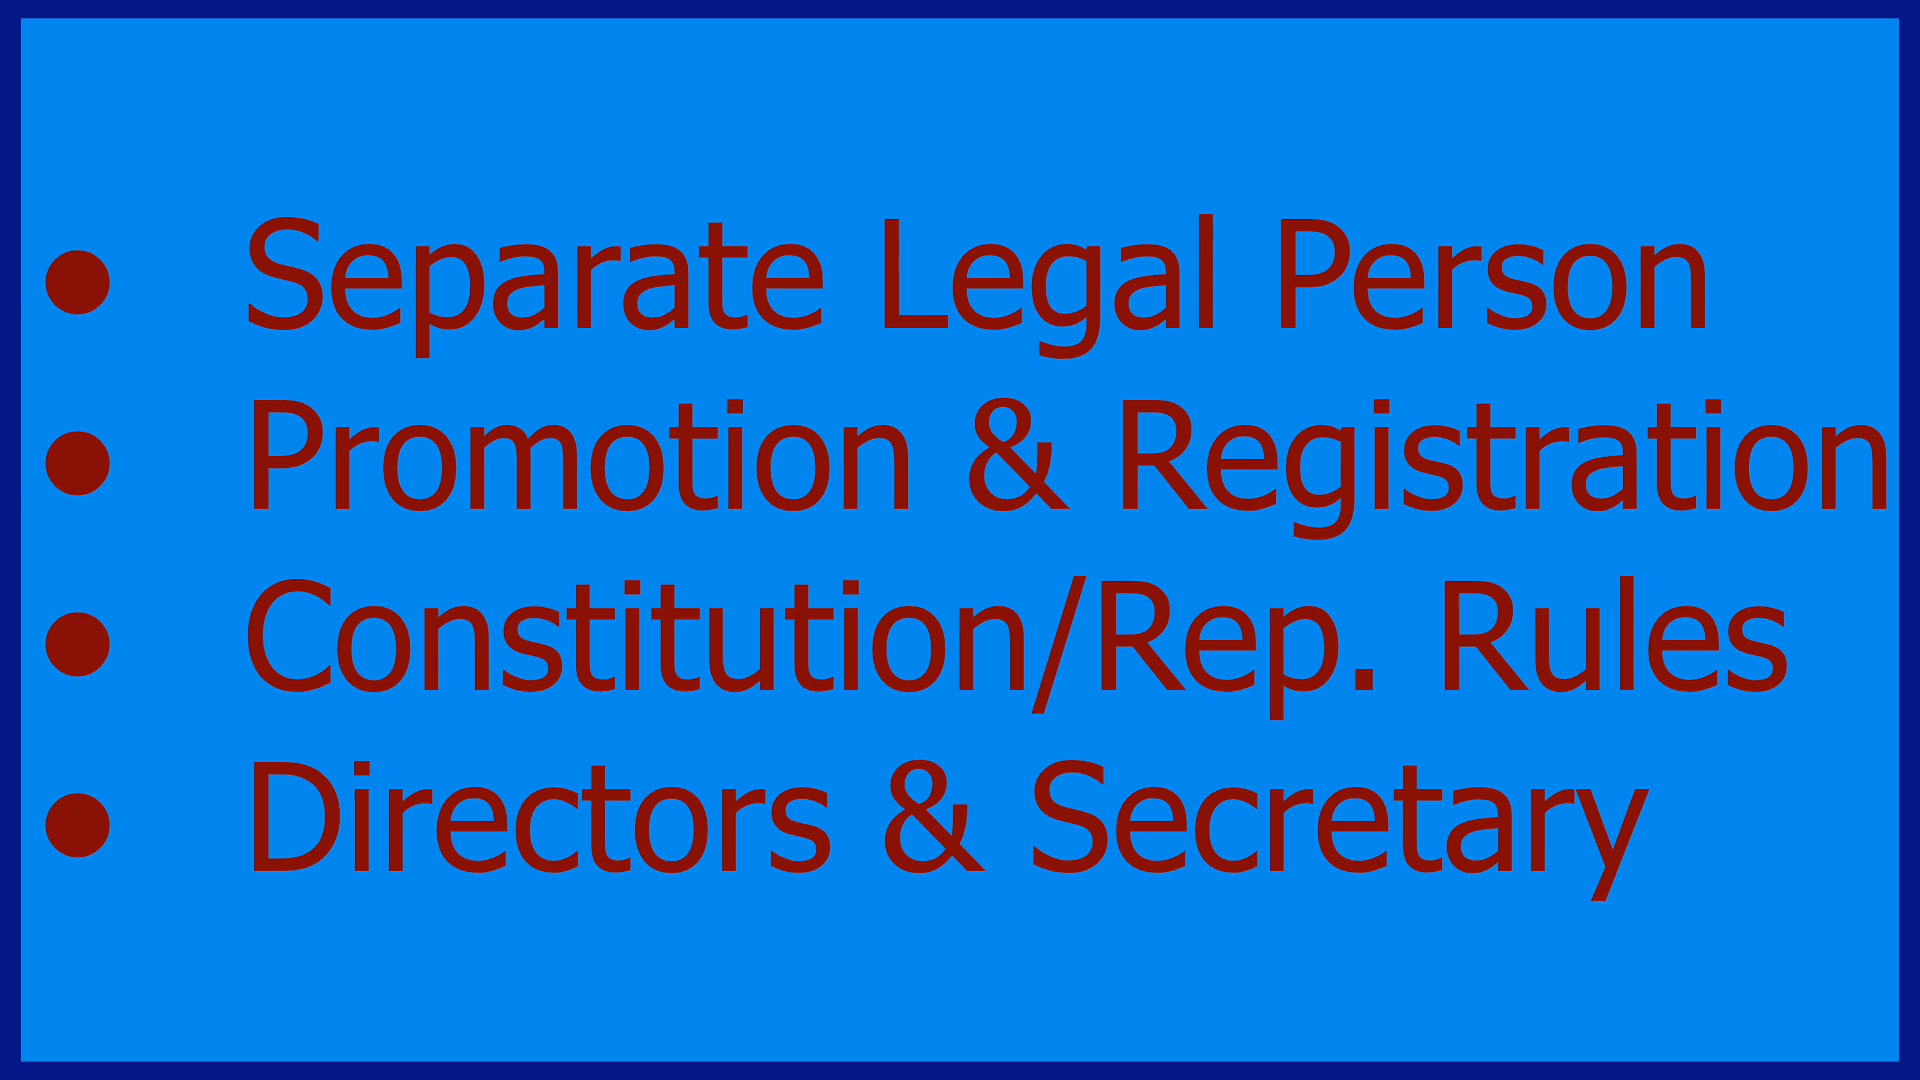 • Separate Legal Person
• Promotion & Registration
• Constitution/Rep. Rules
• Directors & Secretary